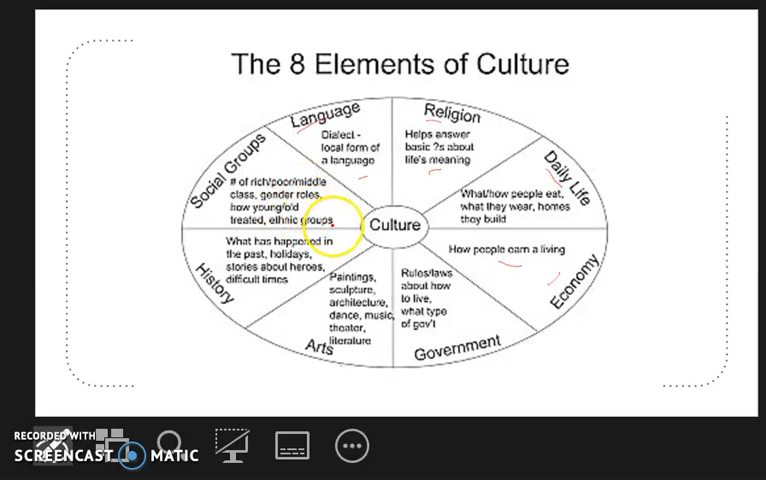 The 8 Elements of Culture
Language
Dialect -
local form of
a language
Religion
Helps answer
basic ?s about
life's meaning
Social Groups
# of rich/poor/middle
class, gender roles,
how young/old
treated, ethnic groups
Daily Life
What/how people eat,
what they wear, homes
they build
Culture
History
What has happened in
the past, holidays,
stories about heroes,
difficult times
How people earn a living
Economy
Paintings,
sculpture,
architecture,
dance, music,
theater,
literature
Arts
Rules/laws
about how
to live,
what type
of gov't
Government
RECORDED WITH
SCREENCAST MATIC